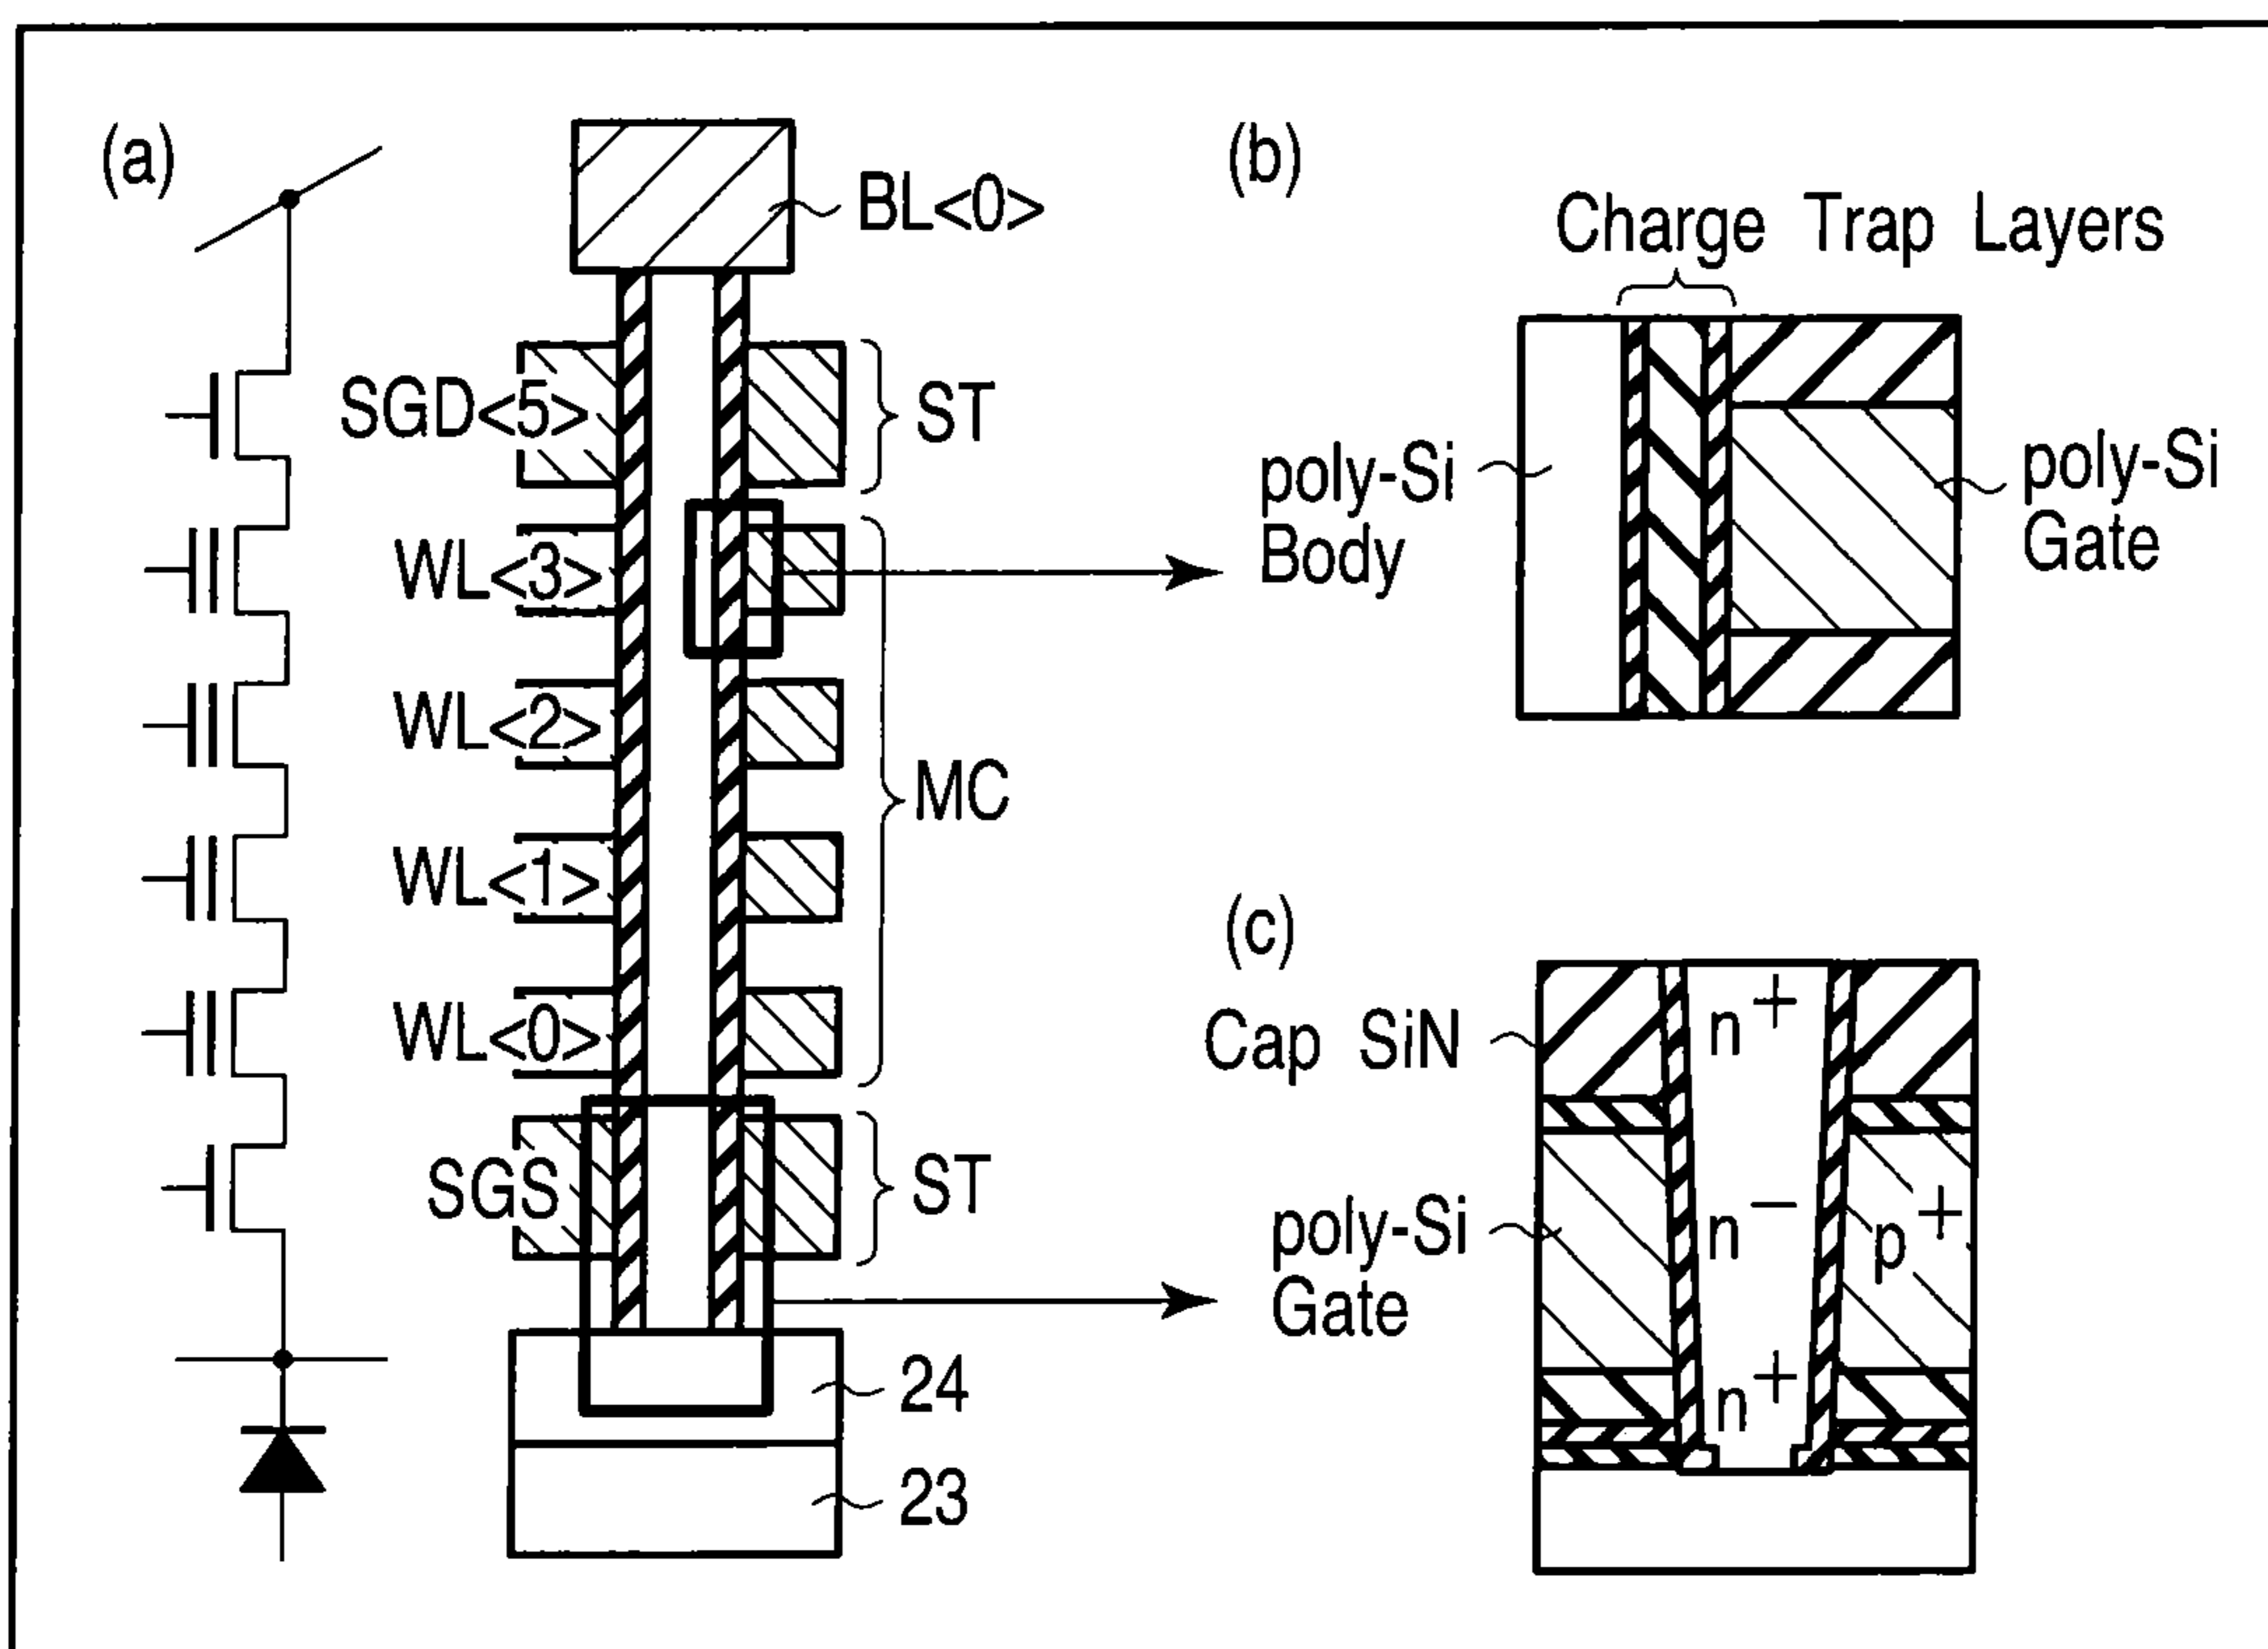 (a)
BL<0>
SGD<5>
ST
WL<3>
WL<2>
MC
WL<1>
WL<0>
SGS
ST
24
23
(b)
Charge Trap Layers
poly-Si
Body
poly-Si
Gate
(c)
Cap SiN
poly-Si
Gate
n+
n−
p+
n+